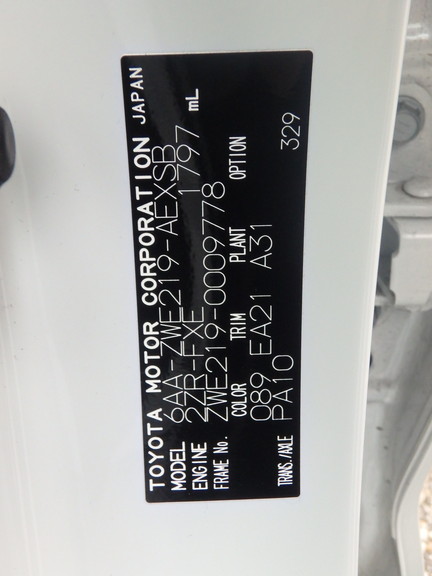 TOYOTA MOTOR CORPORATION JAPAN
MODEL 6AA-ZWE219-AEXSB
ENGINE 2ZR-FXE 1797 mL
FRAME No. ZWE219-0009778
COLOR TRIM PLANT OPTION
089 EA21 A31
TRANS./AXLE PA10 329